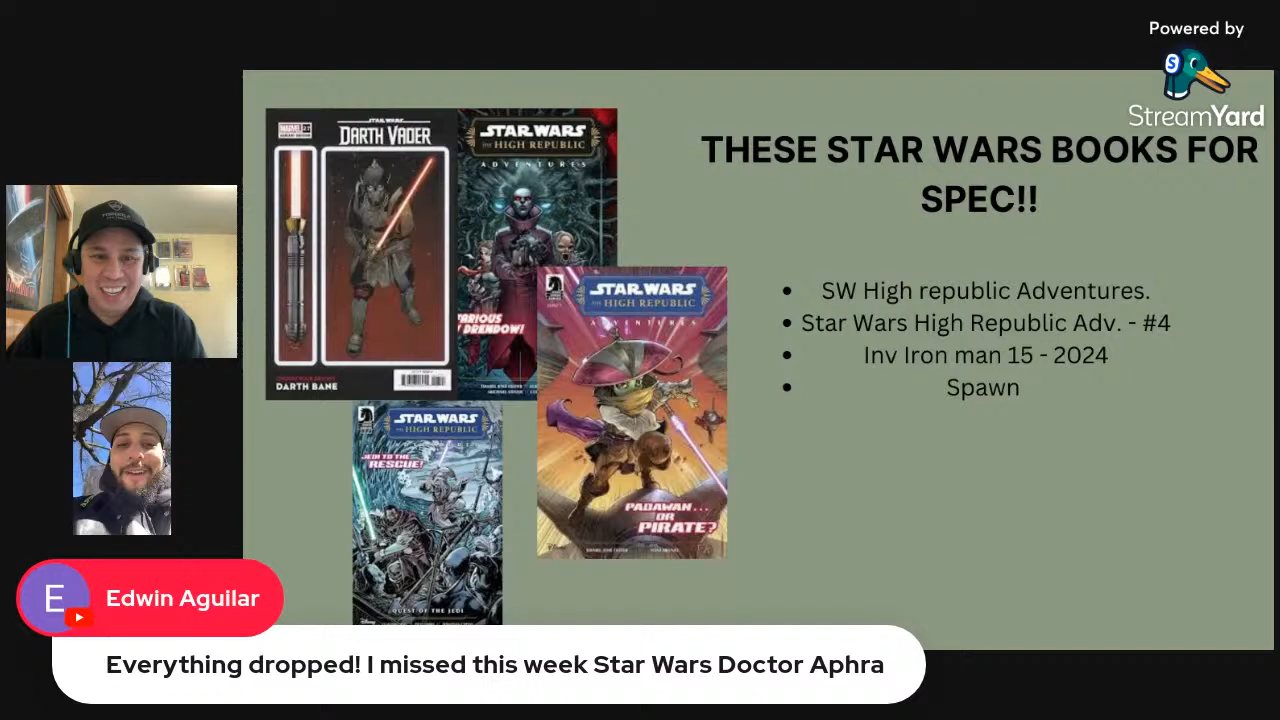 Powered by
StreamYard
THESE STAR WARS BOOKS FOR
SPEC!!
SW High republic Adventures.
Star Wars High Republic Adv. - #4
Inv Iron man 15 - 2024
Spawn
MARVEL 27
STAR WARS
DARTH VADER
DARTH BANE
STAR WARS
THE HIGH REPUBLIC
ADVENTURES
STAR WARS
THE HIGH REPUBLIC
ADVENTURES
PADAWAN...
OR
PIRATE?
STAR WARS
THE HIGH REPUBLIC
JEDI TO THE
RESCUE!
QUEST OF THE JEDI
E
Edwin Aguilar
Everything dropped! I missed this week Star Wars Doctor Aphra